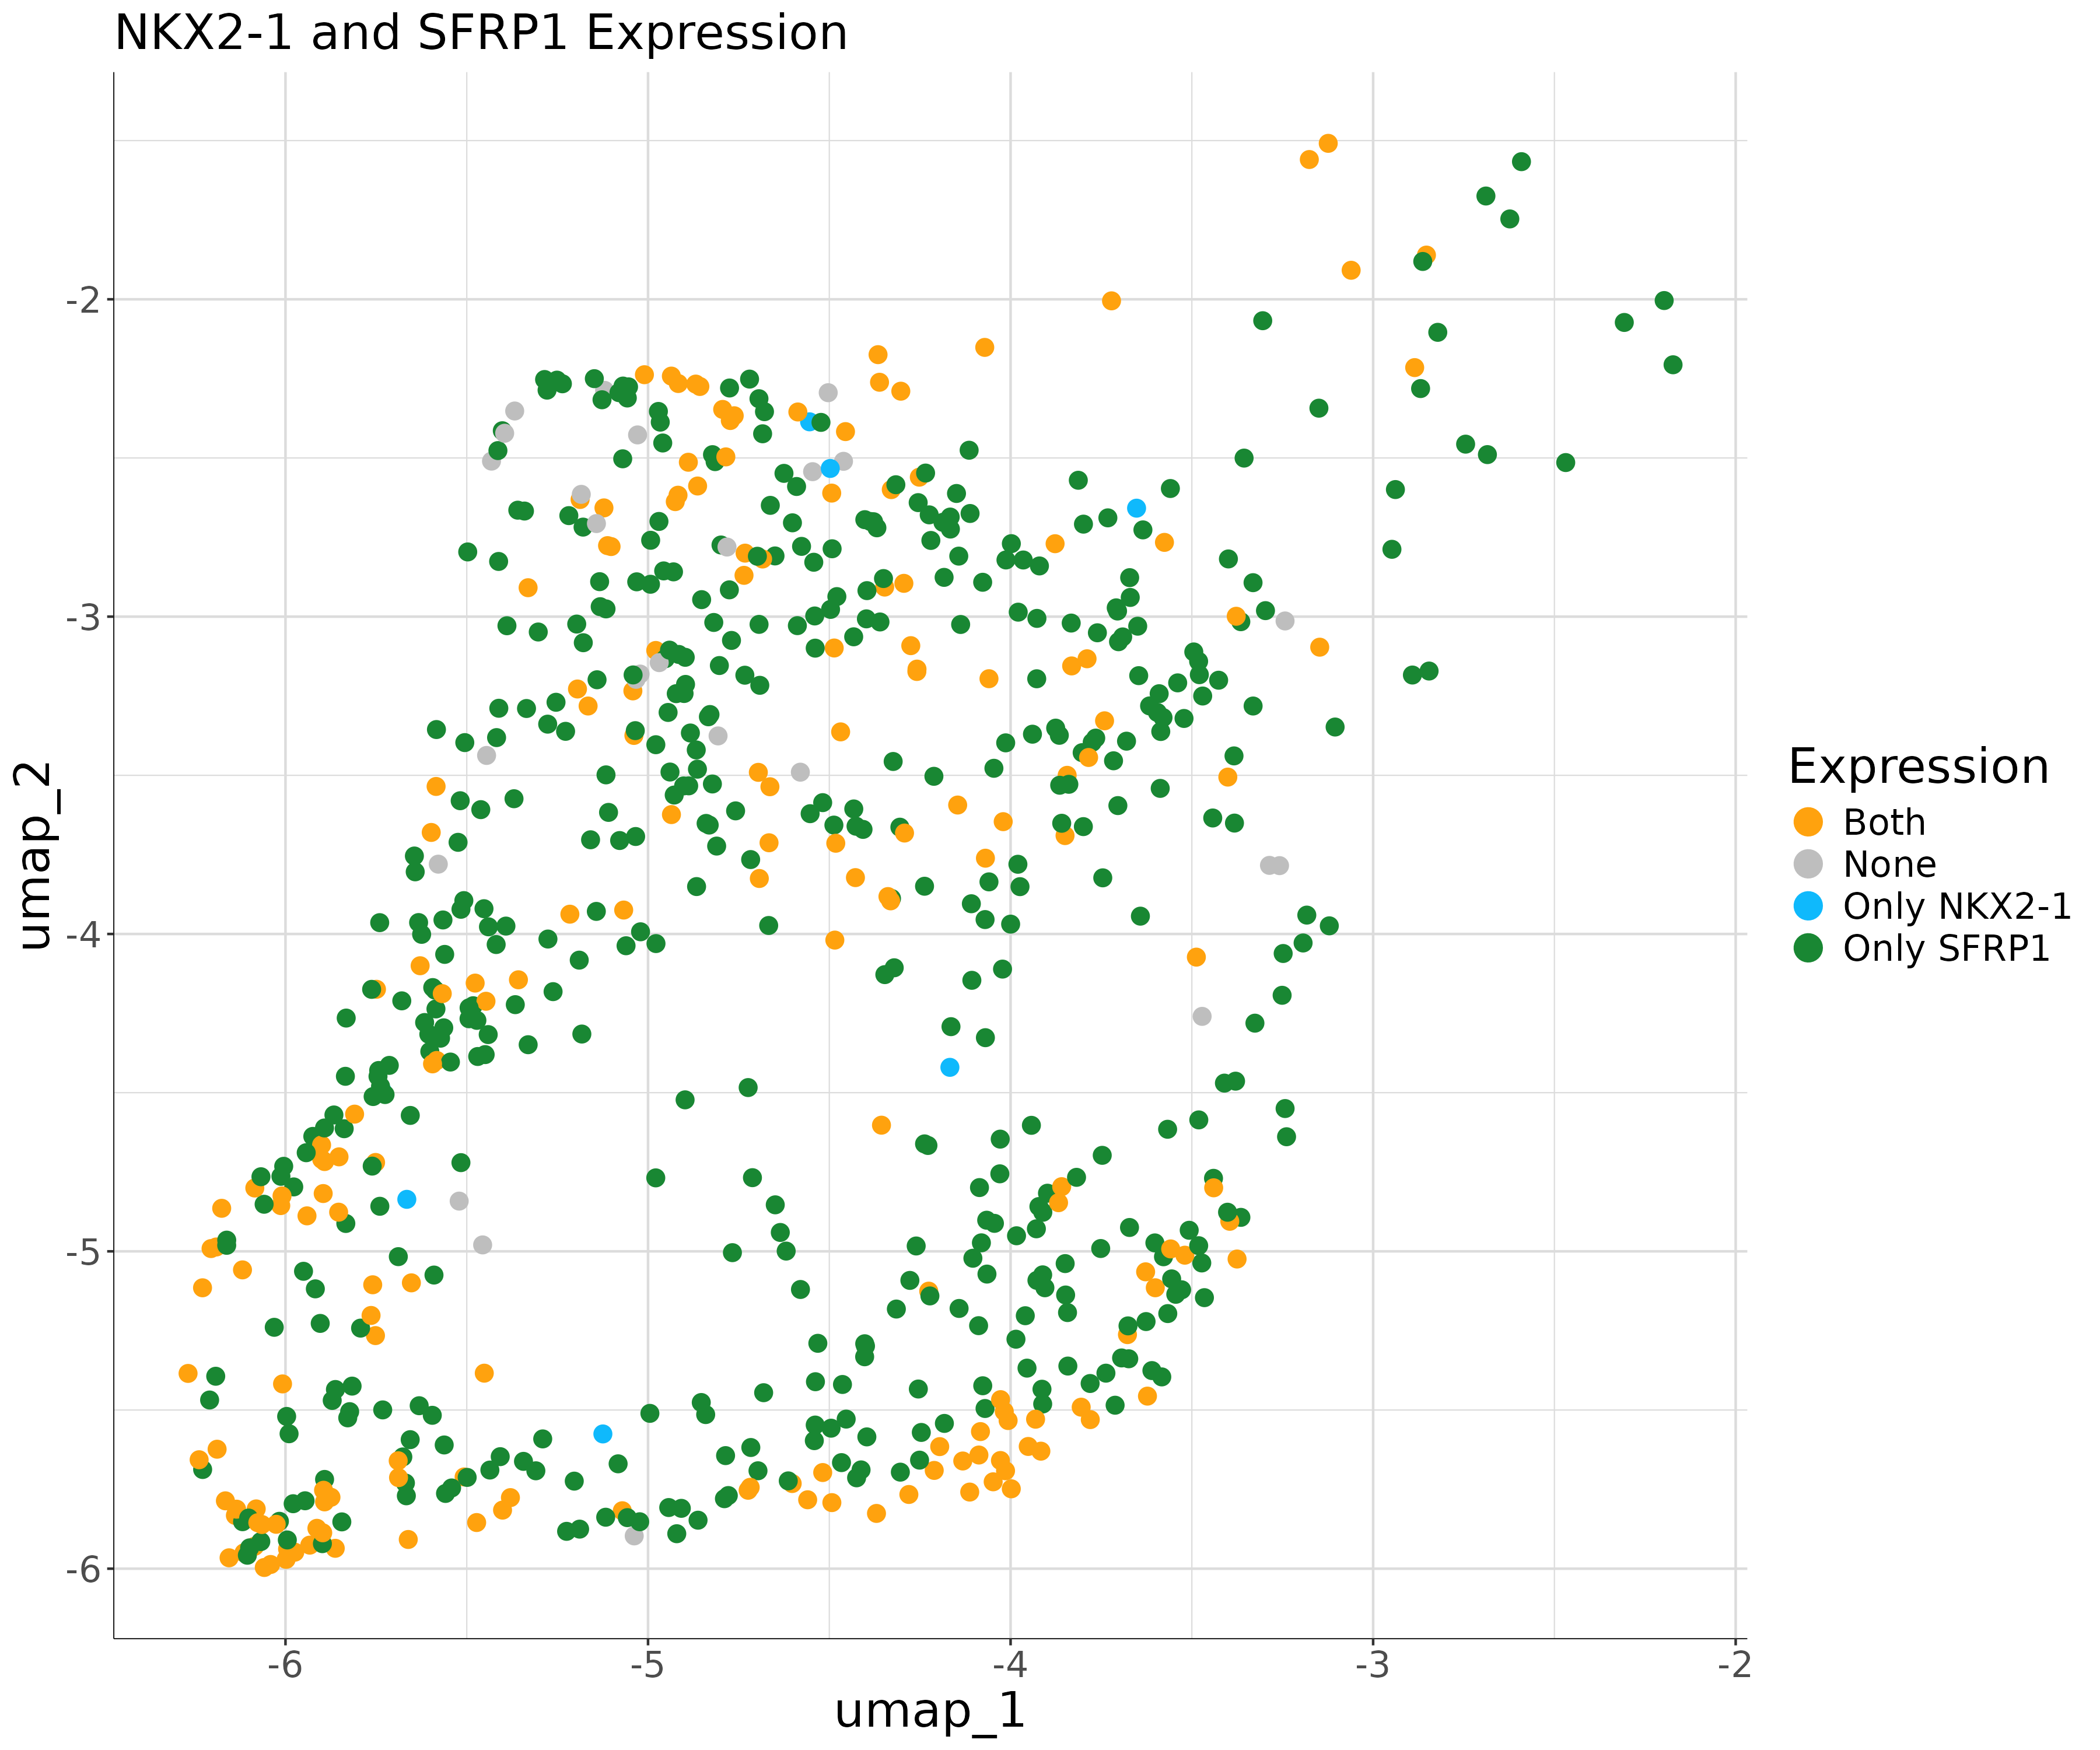 NKX2-1 and SFRP1 Expression
-2
-3
-4
-5
-6
umap_2
-6
-5
-4
-3
-2
umap_1
Expression
Both
None
Only NKX2-1
Only SFRP1